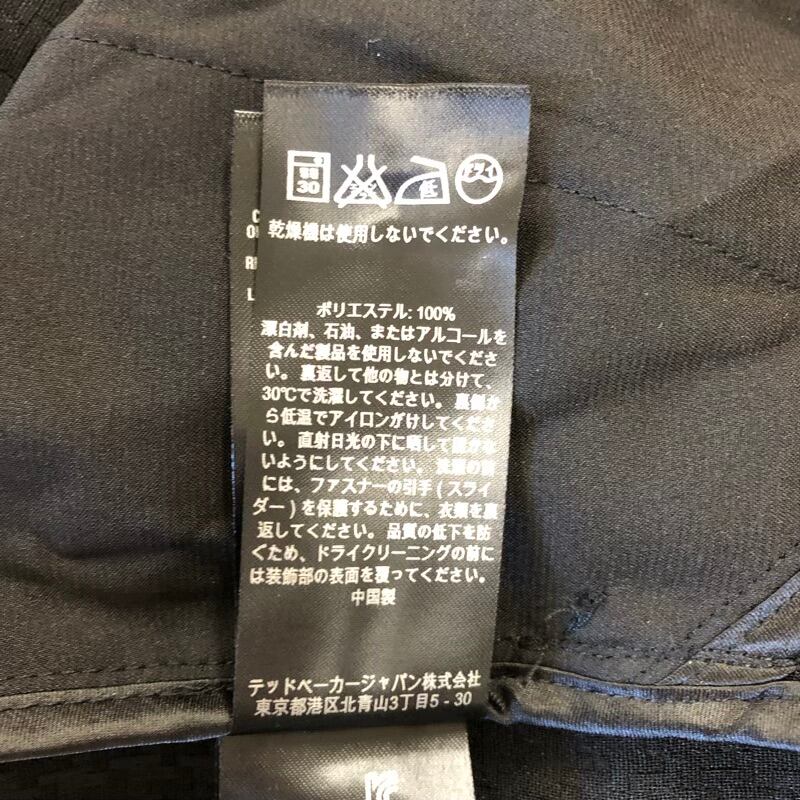 弱
30
低
ドライ
乾燥機は使用しないでください。
C
RE
L
ポリエステル: 100%
漂白剤、石油、またはアルコールを
含んだ製品を使用しないでくださ
い。裏返して他の物とは分けて、
30℃で洗濯してください。裏側か
ら低温でアイロンがけしてくださ
い。直射日光の下に晒して置かな
いようにしてください。洗濯の前
には、ファスナーの引手 ( スライ
ダー ) を保護するために、衣類を裏
返してください。品質の低下を防
ぐため、ドライクリーニングの前に
は装飾部の表面を覆ってください。
中国製
テッドベーカージャパン株式会社
東京都港区北青山3丁目5 - 30